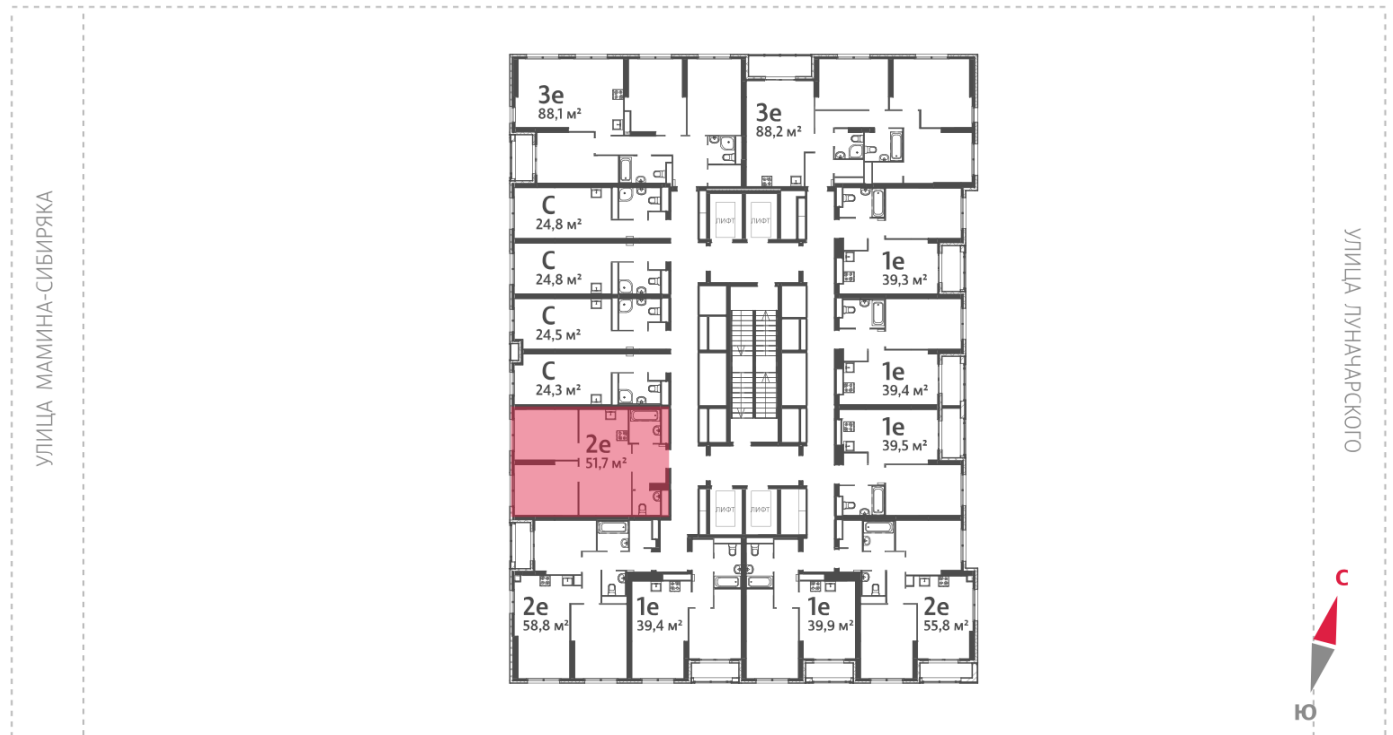 УЛИЦА МАМИНА-СИБИРЯКА
3е
88,1 м²
3е
88,2 м²
С
24,8 м²
ЛИФТ
ЛИФТ
С
24,8 м²
1е
39,3 м²
С
24,5 м²
С
24,3 м²
1е
39,4 м²
2е
51,7 м²
1е
39,5 м²
ЛИФТ
ЛИФТ
2е
58,8 м²
1е
39,4 м²
1е
39,9 м²
2е
55,8 м²
УЛИЦА ЛУНАЧАРСКОГО
С
Ю